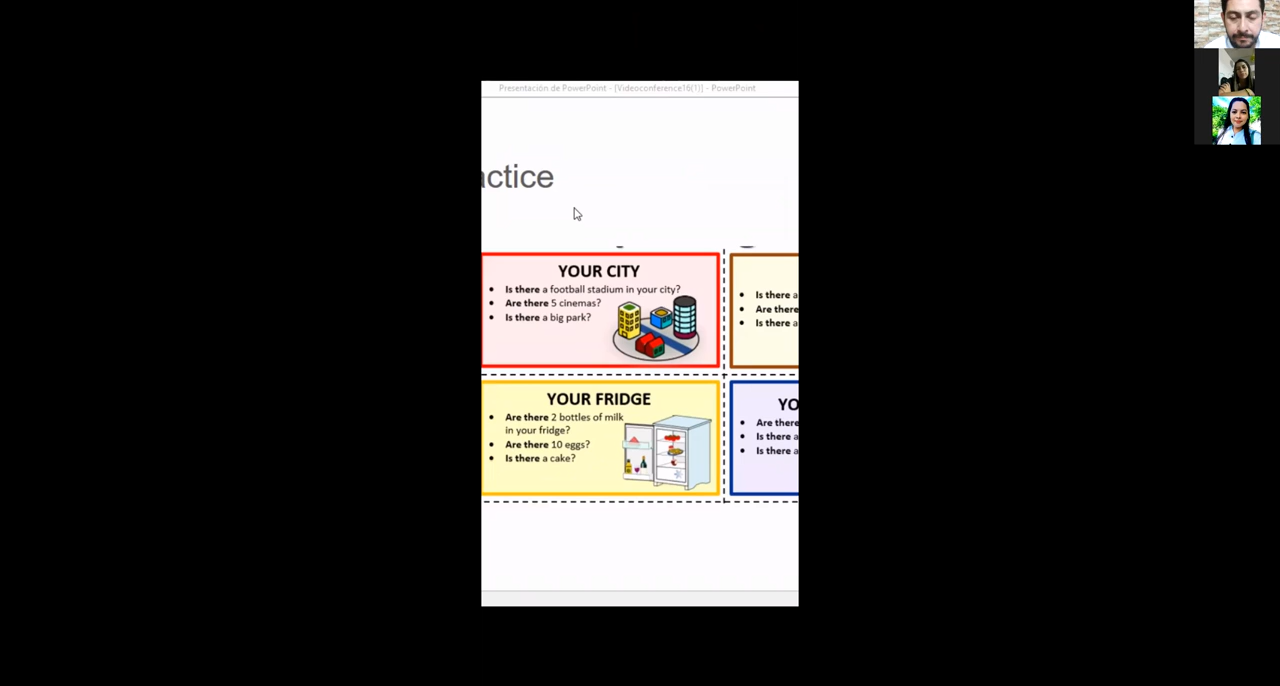 Presentación de PowerPoint - [Videoconference16(1)] - PowerPoint
actice
YOUR CITY
Is there a football stadium in your city?
Are there 5 cinemas?
Is there a big park?
Is there a
Are there
Is there a
YOUR FRIDGE
Are there 2 bottles of milk
in your fridge?
Are there 10 eggs?
Is there a cake?
YO
Are there
Is there a
Is there a